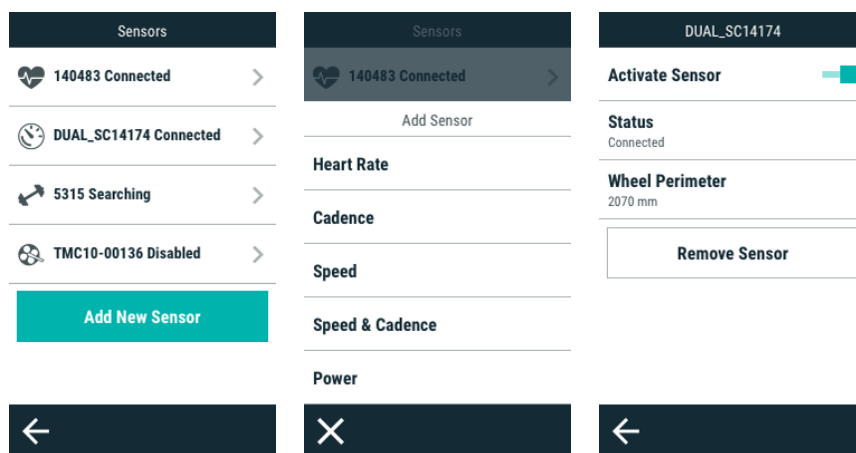 Sensors
140483 Connected
DUAL_SC14174 Connected
5315 Searching
TMC10-00136 Disabled
Add New Sensor
Sensors
140483 Connected
Add Sensor
Heart Rate
Cadence
Speed
Speed & Cadence
Power
DUAL_SC14174
Activate Sensor
Status
Connected
Wheel Perimeter
2070 mm
Remove Sensor